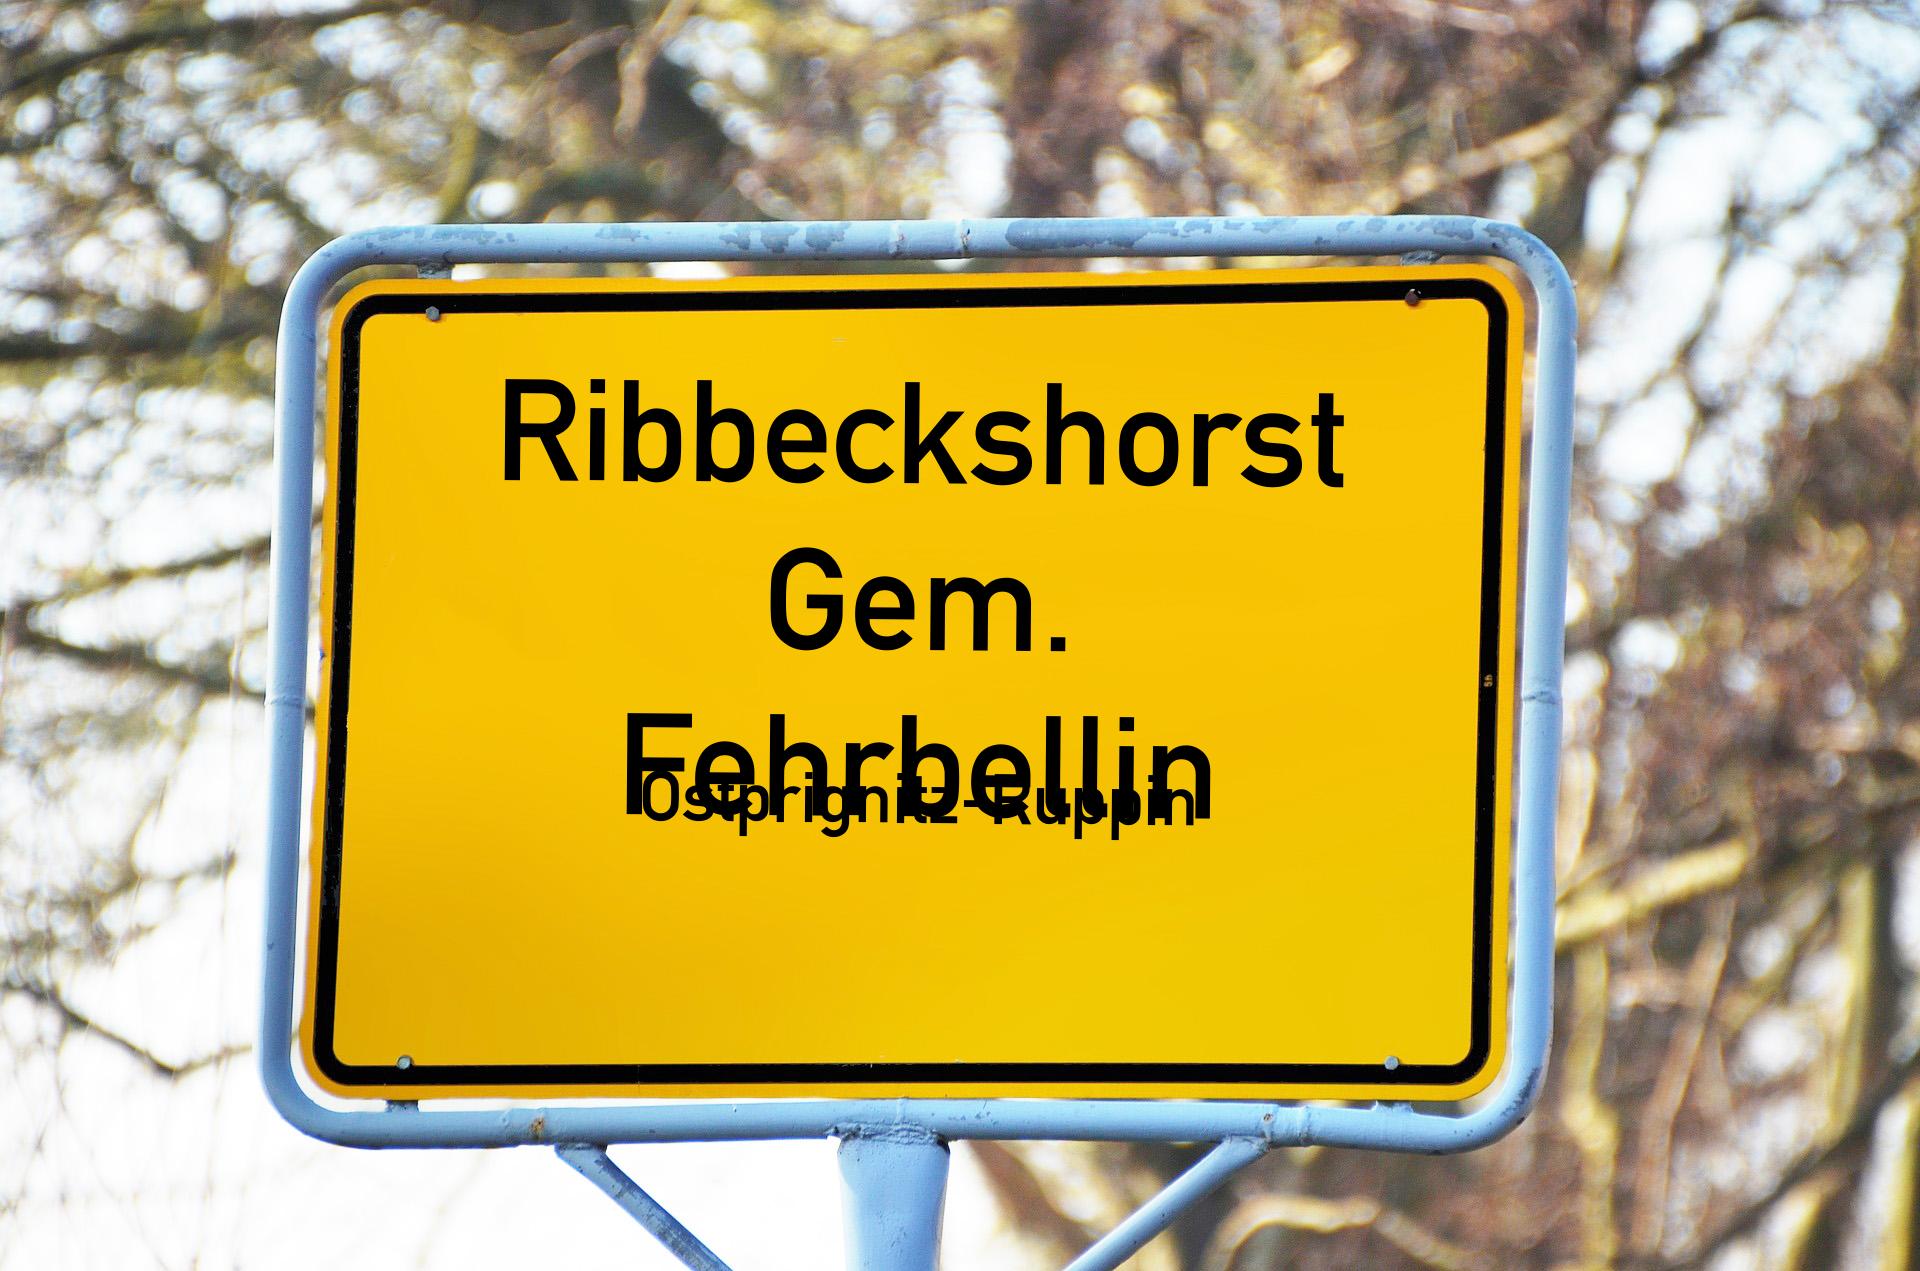 Ribbeckshorst
Gem.
Fehrbellin
Ostprignitz-Ruppin